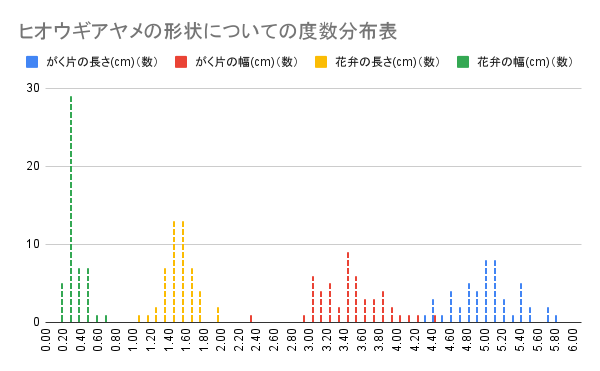 ヒオウギアヤメの形状についての度数分布表
がく片の長さ(cm)（数） がく片の幅(cm)（数） 花弁の長さ(cm)（数） 花弁の幅(cm)（数）
30
20
10
0
0.00 0.20 0.40 0.60 0.80 1.00 1.20 1.40 1.60 1.80 2.00 2.20 2.40 2.60 2.80 3.00 3.20 3.40 3.60 3.80 4.00 4.20 4.40 4.60 4.80 5.00 5.20 5.40 5.60 5.80 6.00